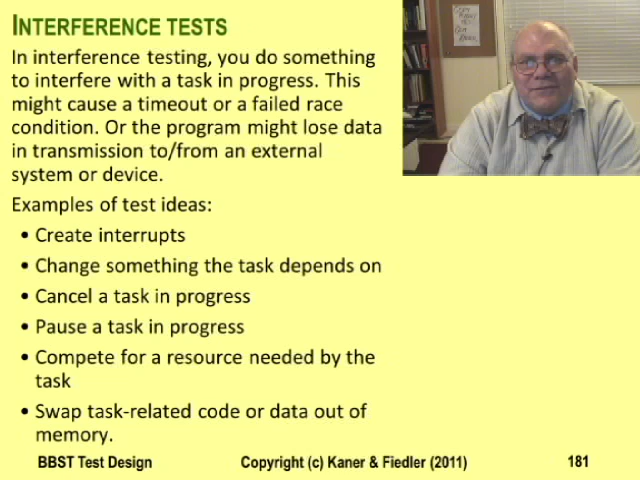 INTERFERENCE TESTS
In interference testing, you do something
to interfere with a task in progress. This
might cause a timeout or a failed race
condition. Or the program might lose data
in transmission to/from an external
system or device.
Examples of test ideas:
• Create interrupts
• Change something the task depends on
• Cancel a task in progress
• Pause a task in progress
• Compete for a resource needed by the
task
• Swap task-related code or data out of
memory.
BBST Test Design Copyright (c) Kaner & Fiedler (2011) 181